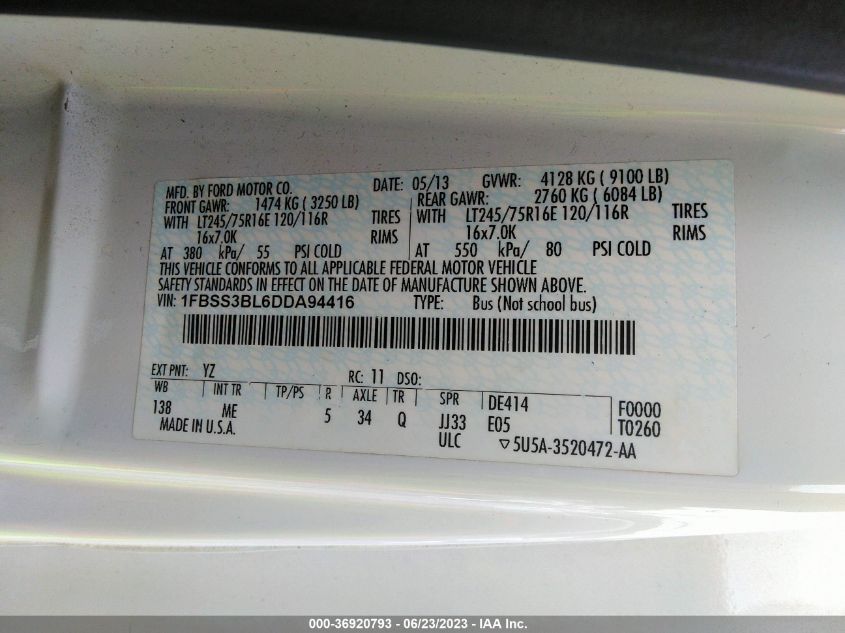 MFD. BY FORD MOTOR CO. DATE: 05/13 GVWR: 4128 KG ( 9100 LB)
FRONT GAWR: 1474 KG ( 3250 LB) REAR GAWR: 2760 KG ( 6084 LB)
WITH LT245/75R16E 120/116R TIRES WITH LT245/75R16E 120/116R TIRES
16x7.0K RIMS 16x7.0K RIMS
AT 380 kPa/ 55 PSI COLD AT 550 kPa/ 80 PSI COLD
THIS VEHICLE CONFORMS TO ALL APPLICABLE FEDERAL MOTOR VEHICLE
SAFETY STANDARDS IN EFFECT ON THE DATE OF MANUFACTURE SHOWN ABOVE.
VIN: 1FBSS3BL6DDA94416 TYPE: Bus (Not school bus)
EXT PNT: YZ RC: 11 DSO:
WB INT TR TP/PS R AXLE TR SPR DE414 F0000
138 ME 5 34 Q JJ33 E05 T0260
MADE IN U.S.A. ULC ▽5U5A-3520472-AA
000-36920793 - 06/23/2023 - IAA Inc.